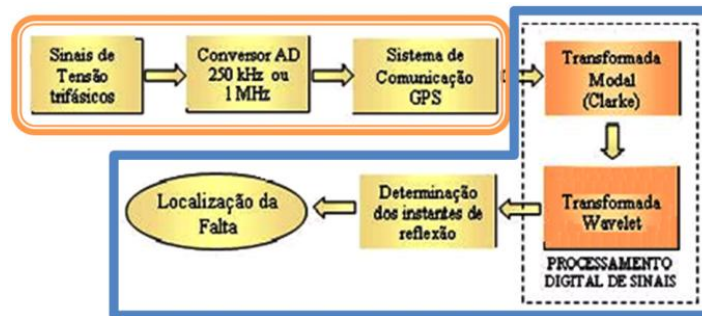 Sinais de
Tensão
trifásicos
Conversor AD
250 kHz ou
1 MHz
Sistema de
Comunicação
GPS
Transformada
Modal
(Clarke)
Localização da
Falta
Determinação
dos instantes de
reflexão
Transformada
Wavelet
PROCESSAMENTO
DIGITAL DE SINAIS